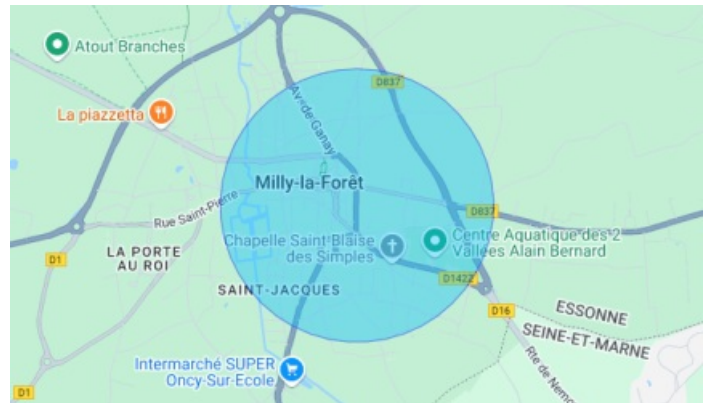 Atout Branches
D837
La piazzetta
Av. de Ganay
Milly-la-Forêt
Rue Saint-Pierre
D837
Chapelle Saint-Blaise
des Simples
Centre Aquatique des 2
Vallées Alain Bernard
LA PORTE
AU ROI
D1
D1422
SAINT-JACQUES
D16
ESSONNE
SEINE-ET-MARNE
Intermarché SUPER
Oncy-Sur-Ecole
Rte de Nemo
D1